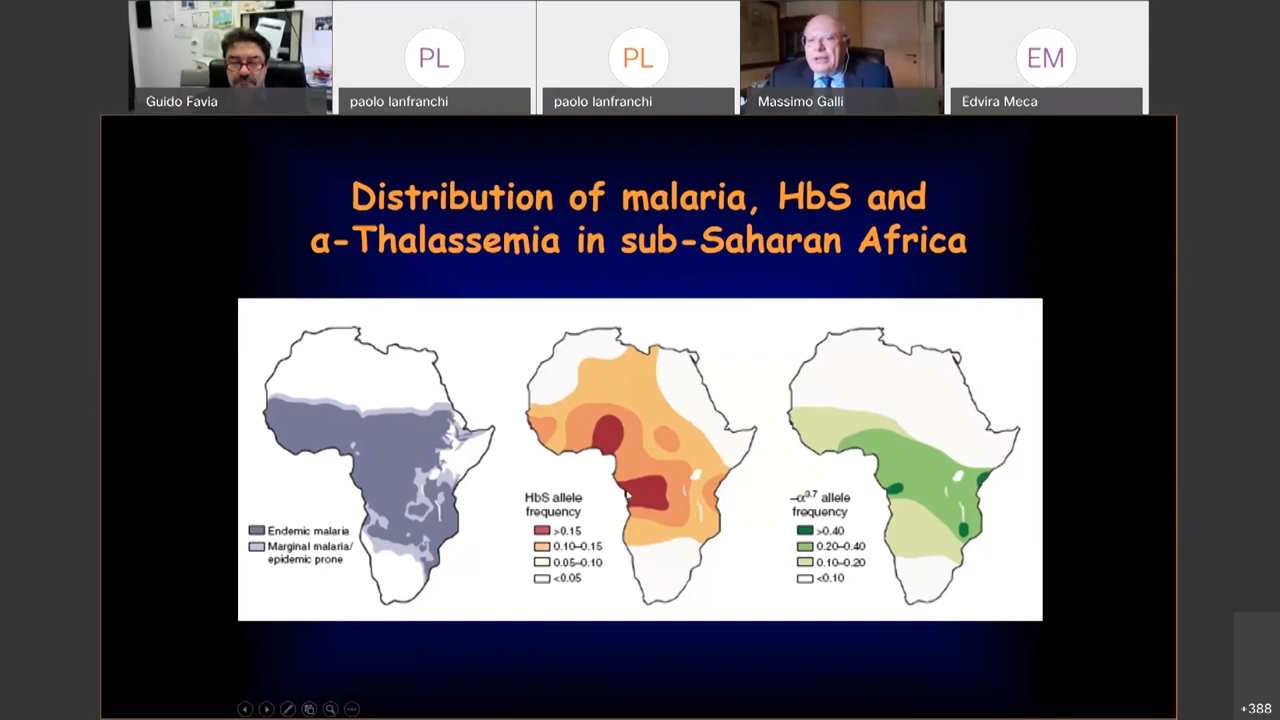 PL
PL
EM
Guido Favia
paolo lanfranchi
paolo lanfranchi
Massimo Galli
Edvira Meca
Distribution of malaria, HbS and
α-Thalassemia in sub-Saharan Africa
Endemic malaria
Marginal malaria/
epidemic prone
HbS allele
frequency
>0.15
0.10–0.15
0.05–0.10
<0.05
–α3.7 allele
frequency
>0.40
0.20–0.40
0.10–0.20
<0.10
+388